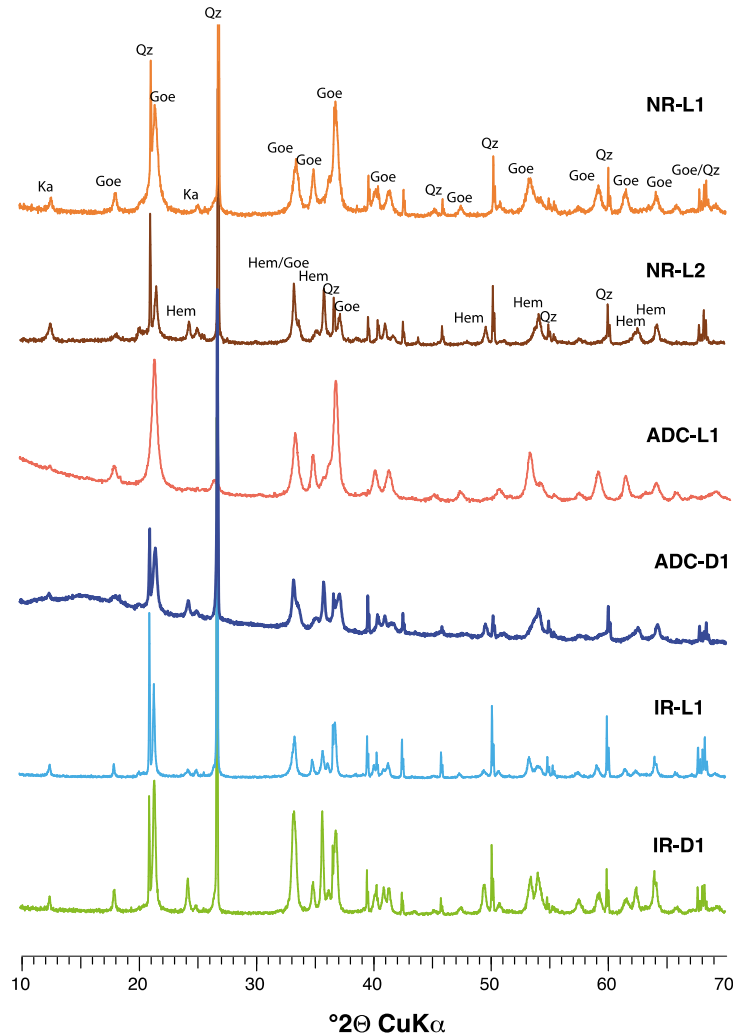 Qz
Qz
Goe
Goe
NR-L1
Goe
Goe
Goe
Qz
Goe
Qz
Goe
Goe
Goe
Goe/Qz
Ka
Goe
Ka
Qz
Goe
Hem/Goe
Hem
Qz
Goe
NR-L2
Hem
Hem
Hem
Qz
Qz
Hem
Hem
ADC-L1
ADC-D1
IR-L1
IR-D1
10 20 30 40 50 60 70
°2Θ CuKα